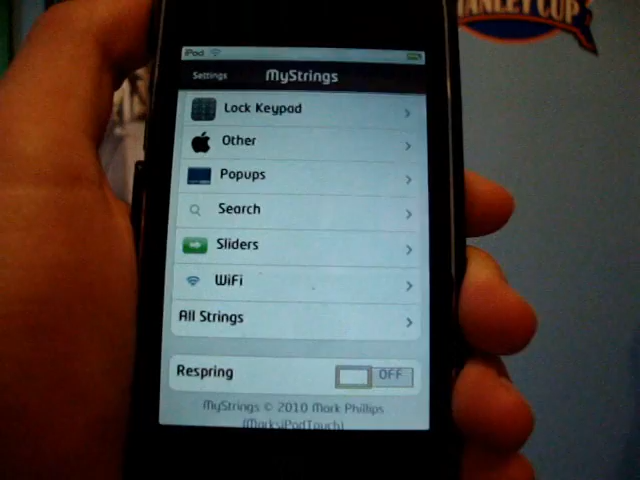 STANLEY CUP
iPod
Settings MyStrings
Lock Keypad
Other
Popups
Search
Sliders
WiFi
All Strings
Respring OFF
MyStrings © 2010 Mark Phillips
(MarksiPodTouch)